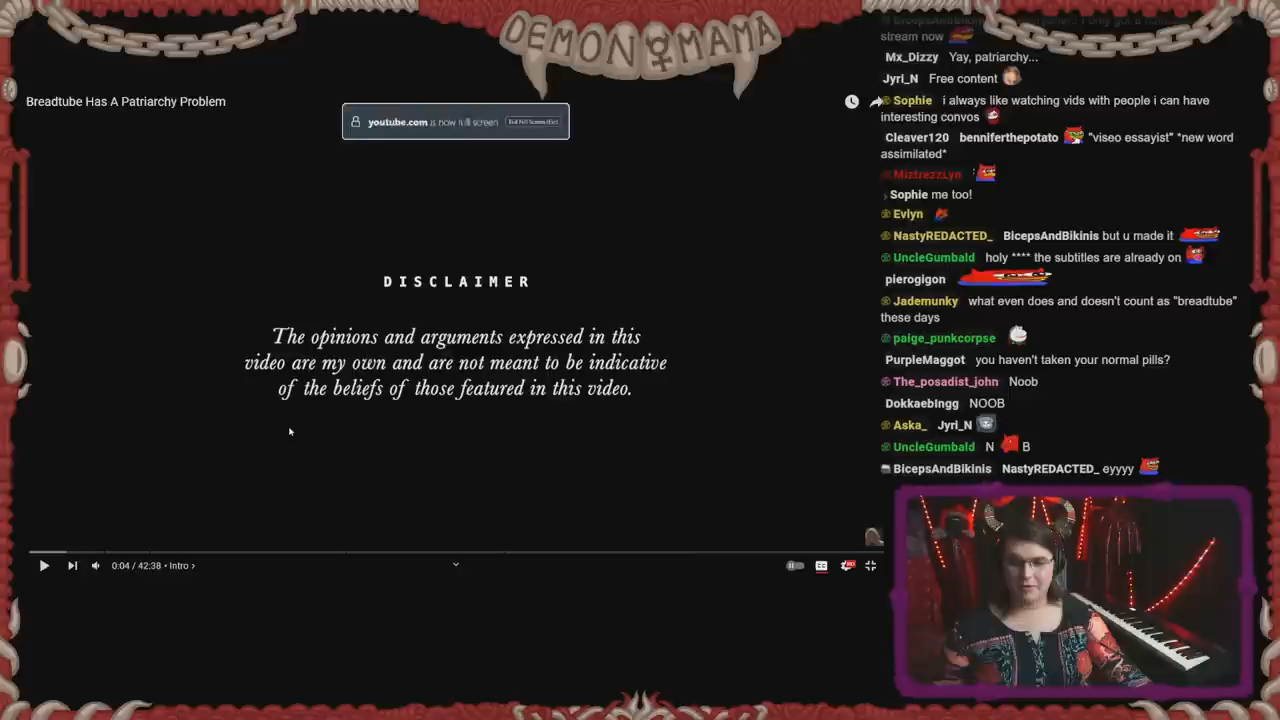 DEMON MAMA
Breadtube Has A Patriarchy Problem
youtube.com is now full screen Exit Full Screen (Esc)
DISCLAIMER
The opinions and arguments expressed in this
video are my own and are not meant to be indicative
of the beliefs of those featured in this video.
0:04 / 42:38 • Intro ›
stream now
Mx_Dizzy Yay, patriarchy...
Jyri_N Free content
Sophie i always like watching vids with people i can have
interesting convos
Cleaver120 benniferthepotato "viseo essayist" *new word
assimilated*
MiztrezzLyn :
Sophie me too!
Evlyn
NastyREDACTED_ BicepsAndBikinis but u made it
UncleGumbald holy **** the subtitles are already on
pierogigon
Jademunky what even does and doesn't count as "breadtube"
these days
paige_punkcorpse
PurpleMaggot you haven't taken your normal pills?
The_posadist_john Noob
Dokkaebingg NOOB
Aska_ Jyri_N
UncleGumbald N B
BicepsAndBikinis NastyREDACTED_ eyyyy